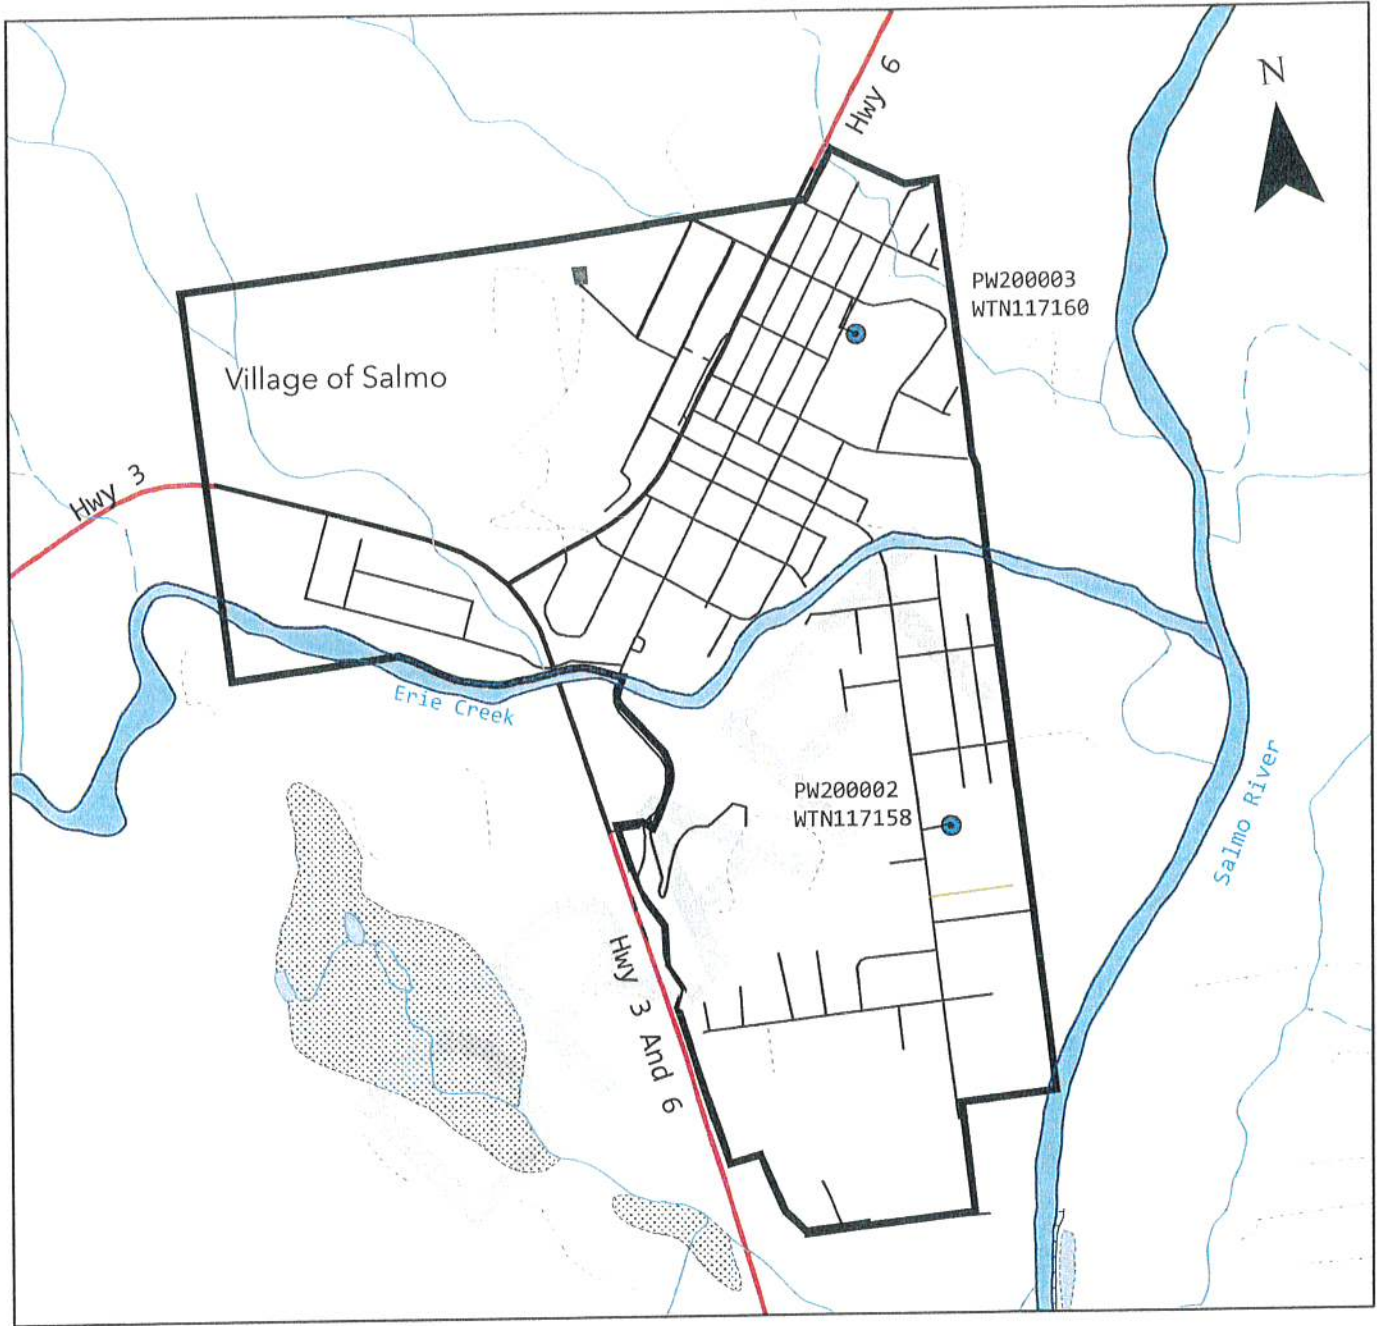 Hwy 6
N
PW200003
WTN117160
Village of Salmo
Hwy 3
Erie Creek
PW200002
WTN117158
Salmo River
Hwy 3 And 6